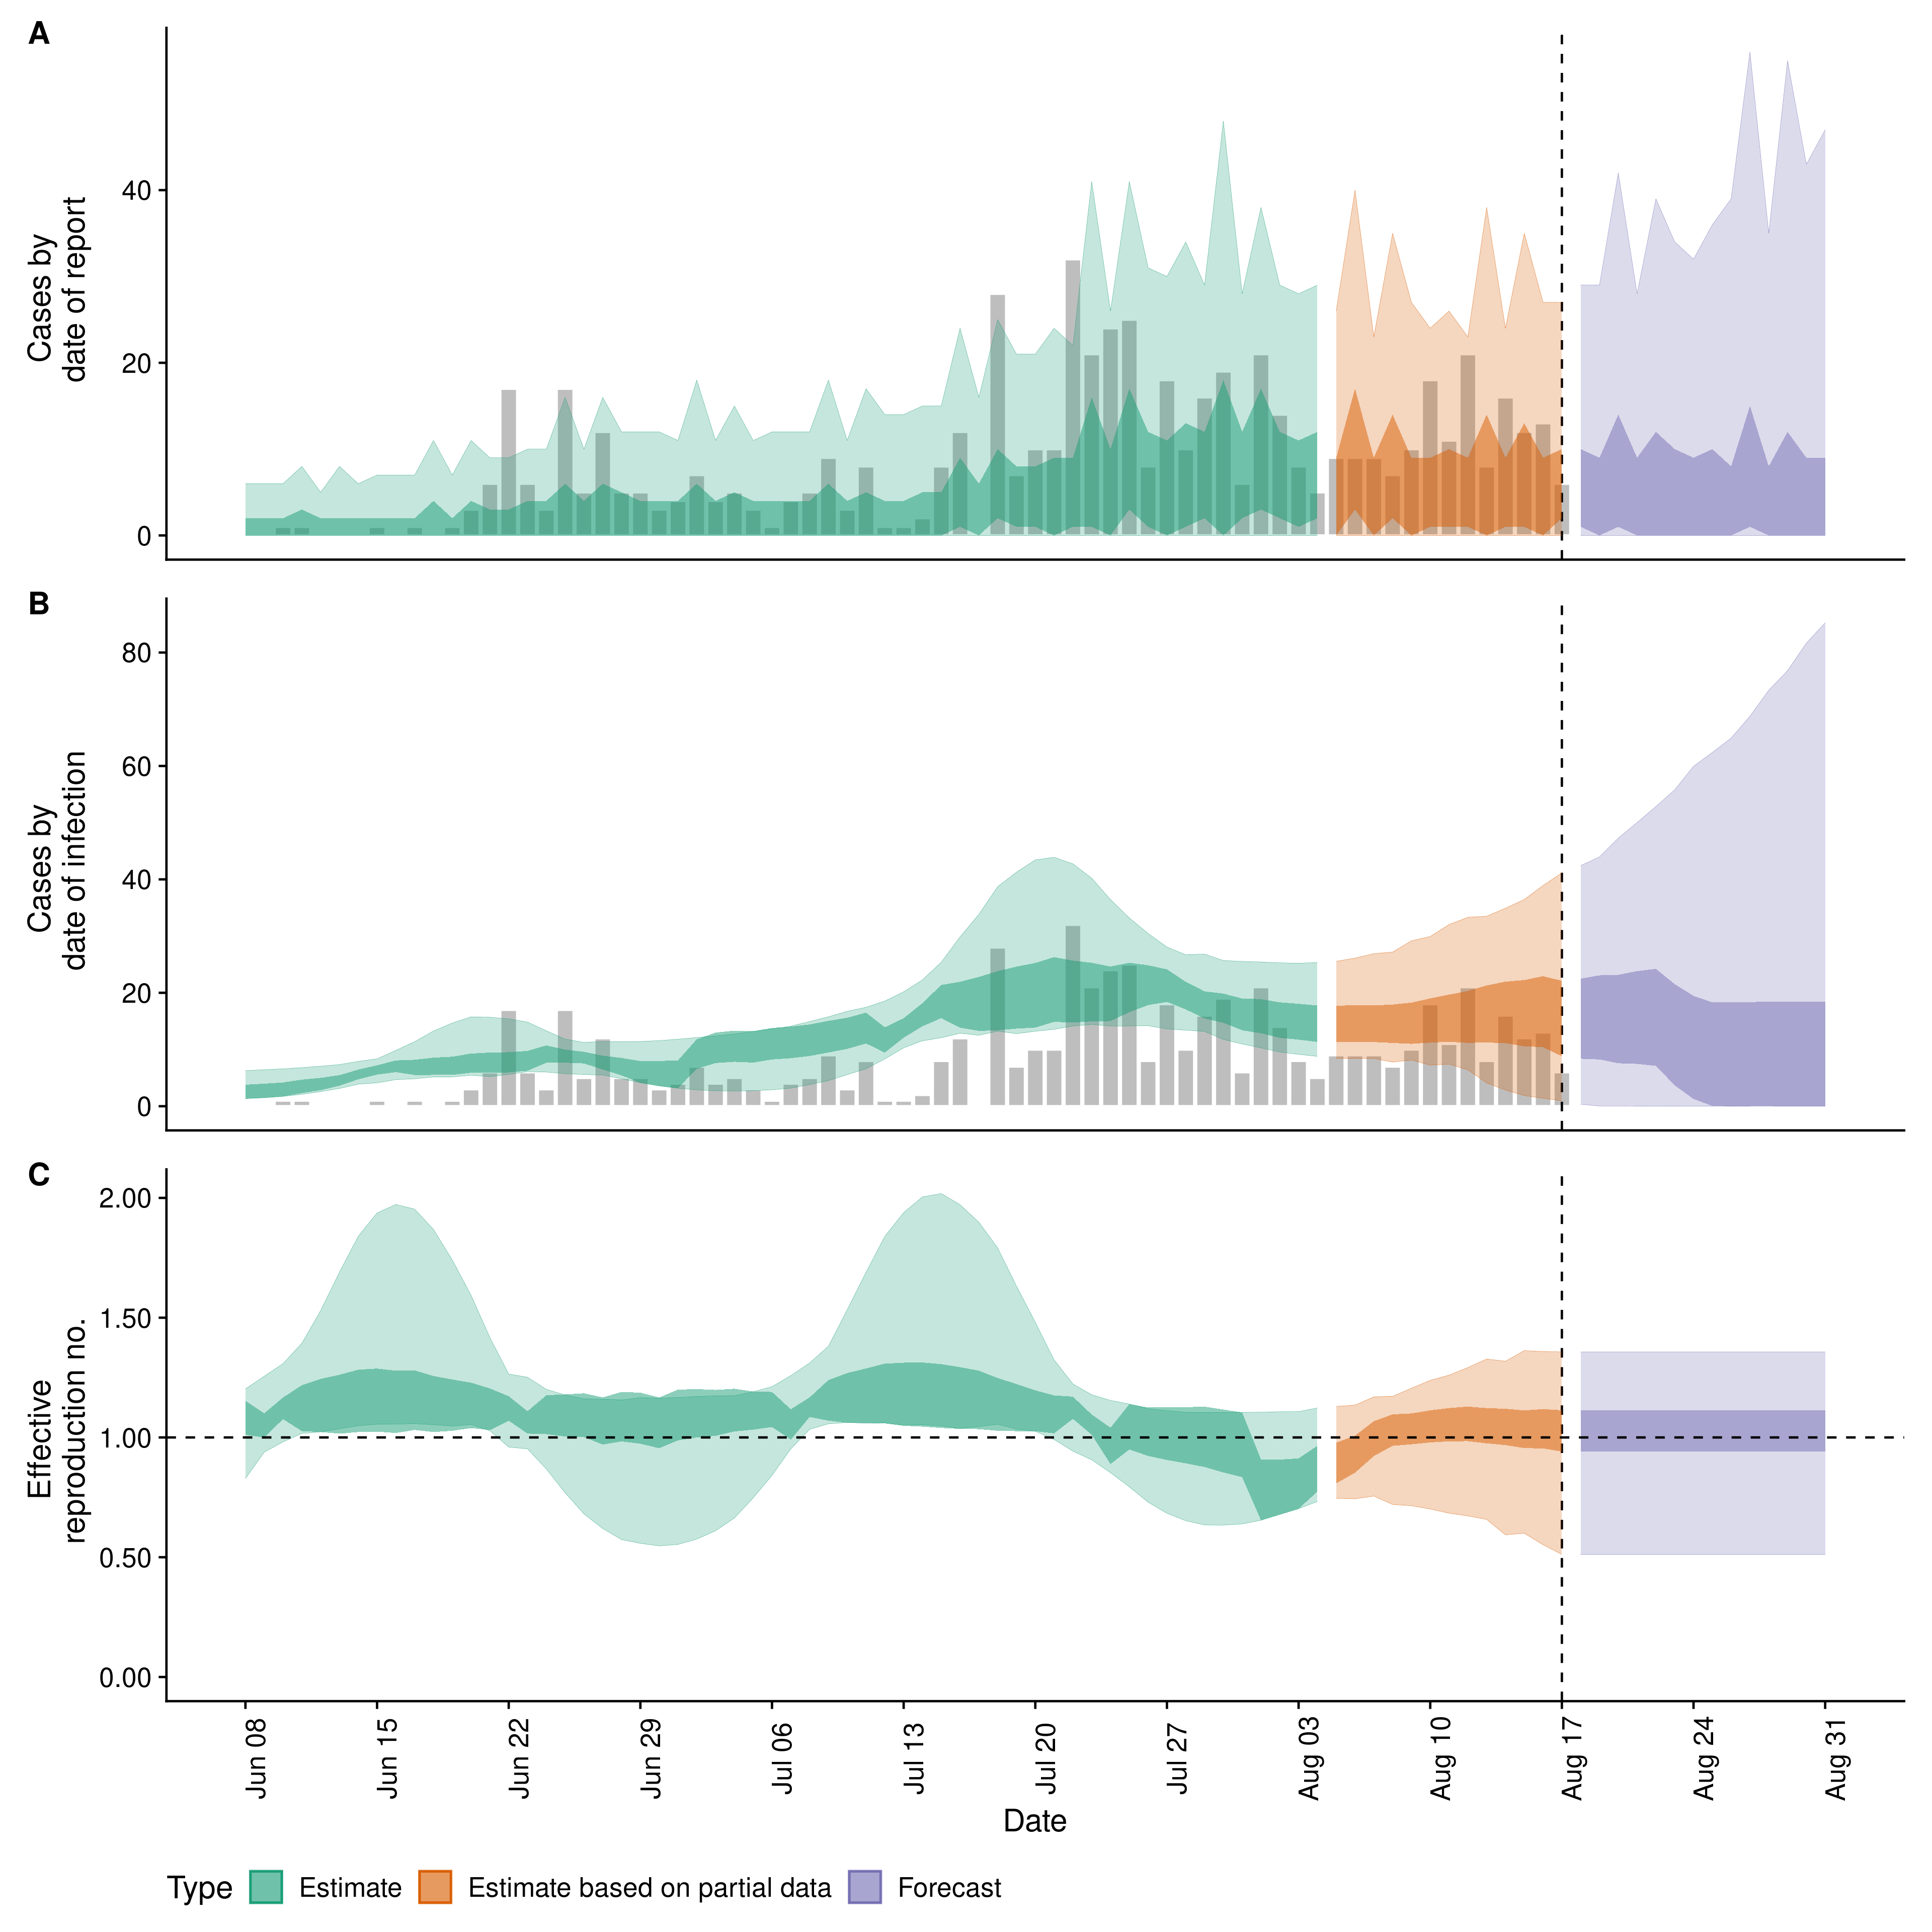 A
Cases by
date of report
40
20
0
B
Cases by
date of infection
80
60
40
20
0
C
Effective
reproduction no.
2.00
1.50
1.00
0.50
0.00
Jun 08
Jun 15
Jun 22
Jun 29
Jul 06
Jul 13
Jul 20
Jul 27
Aug 03
Aug 10
Aug 17
Aug 24
Aug 31
Date
Type Estimate Estimate based on partial data Forecast